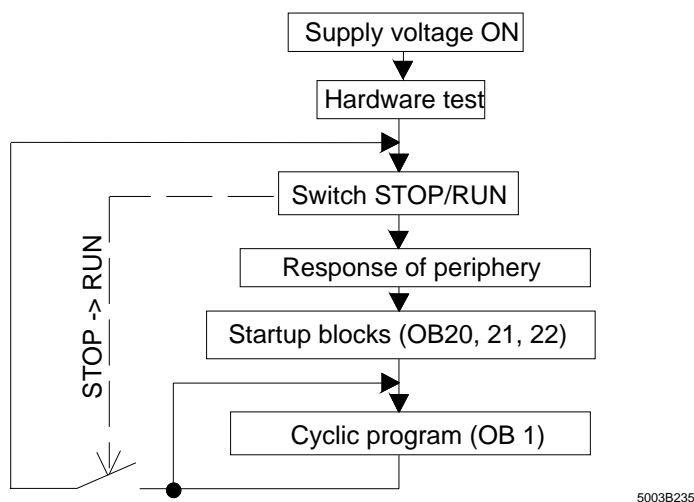 Supply voltage ON
Hardware test
Switch STOP/RUN
STOP -> RUN
Response of periphery
Startup blocks (OB20, 21, 22)
Cyclic program (OB 1)
5003B235